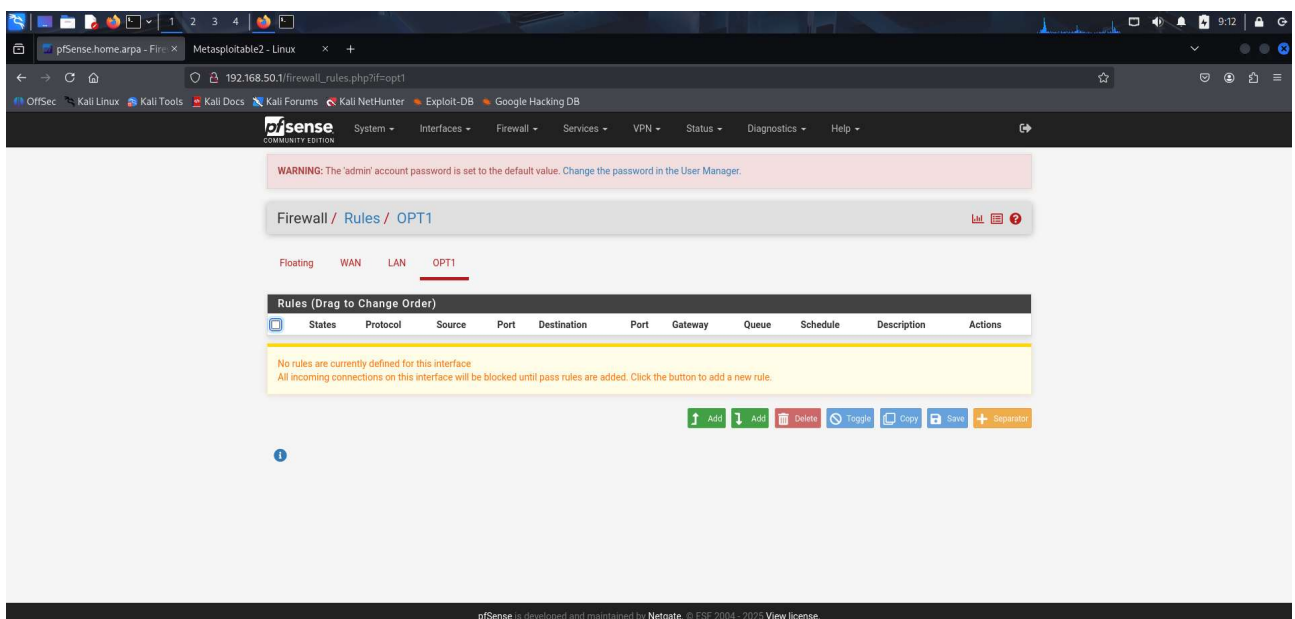 1 2 3 4 9:12
pfSense.home.arpa - Fire Metasploitable2 - Linux
192.168.50.1/firewall_rules.php?if=opt1
OffSec Kali Linux Kali Tools Kali Docs Kali Forums Kali NetHunter Exploit-DB Google Hacking DB
pfsense System Interfaces Firewall Services VPN Status Diagnostics Help
COMMUNITY EDITION
WARNING: The 'admin' account password is set to the default value. Change the password in the User Manager.
Firewall / Rules / OPT1
Floating WAN LAN OPT1
Rules (Drag to Change Order)
States Protocol Source Port Destination Port Gateway Queue Schedule Description Actions
No rules are currently defined for this interface
All incoming connections on this interface will be blocked until pass rules are added. Click the button to add a new rule.
Add Add Delete Toggle Copy Save Separator
pfSense is developed and maintained by Netgate. © ESF 2004 - 2025 View license.